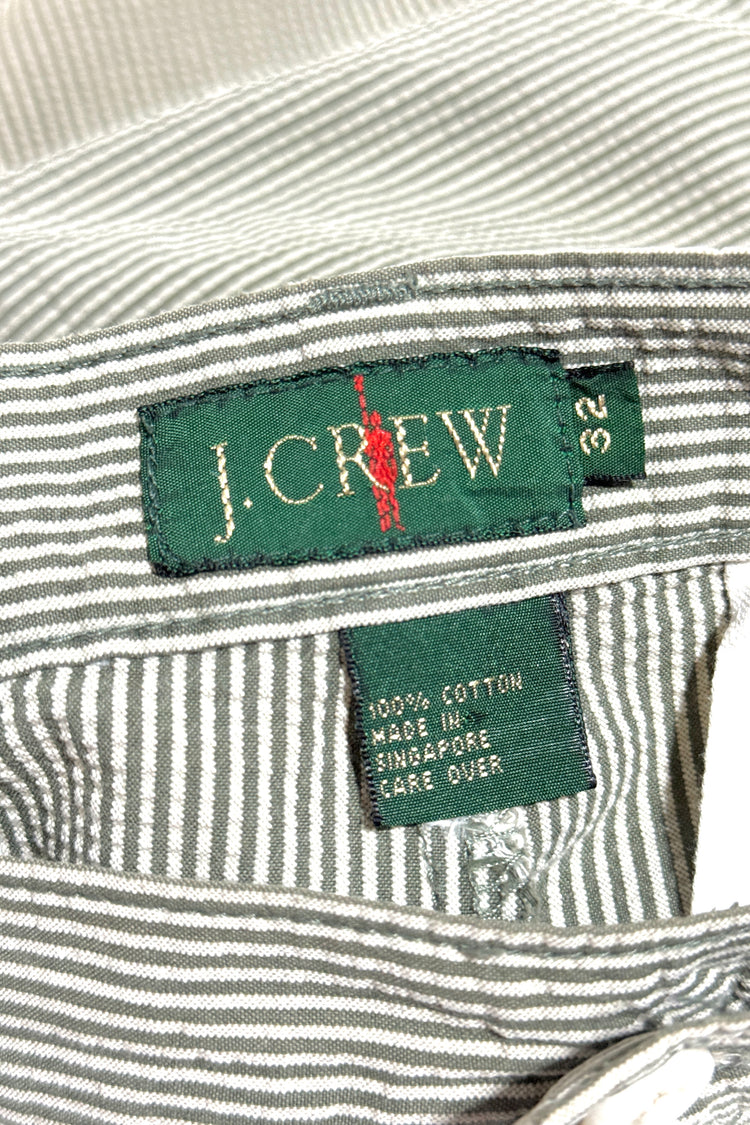 J.CREW
32
100% COTTON
MADE IN
SINGAPORE
CARE OVER